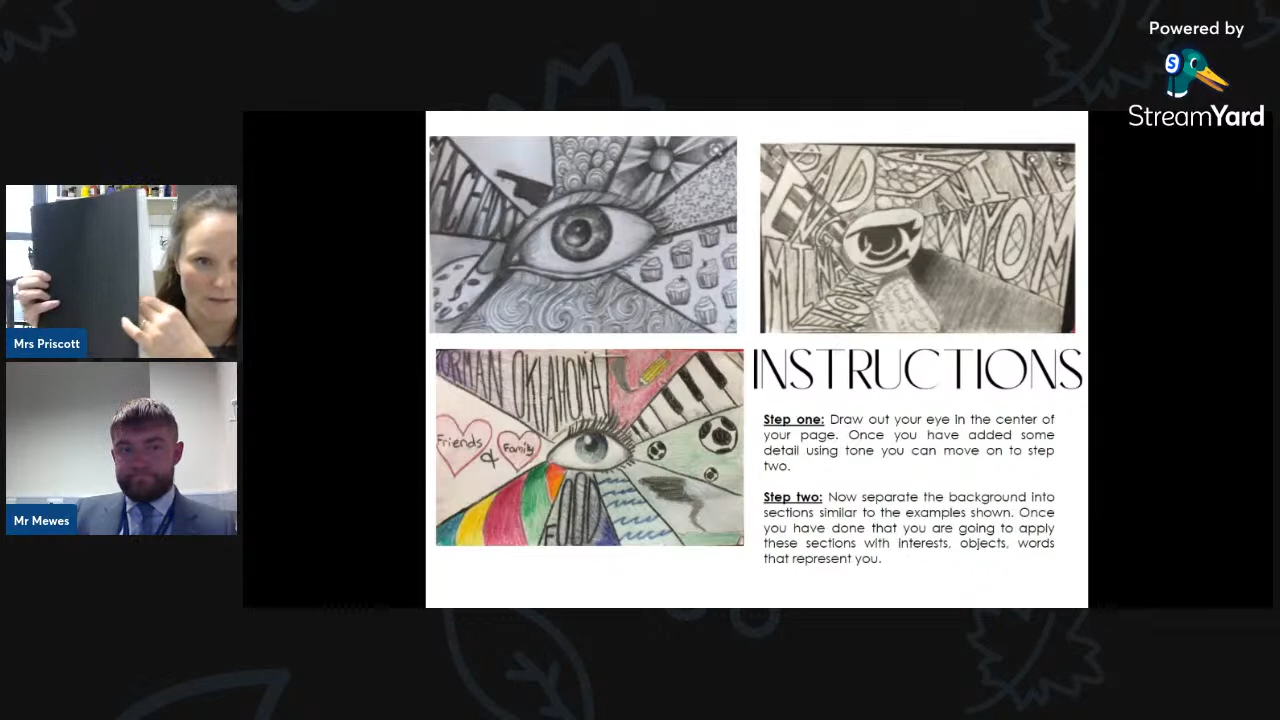 Powered by
StreamYard
Mrs Priscott
Mr Mewes
NORMAN OKLAHOMA
Friends
&
Family
FOOD
INSTRUCTIONS
Step one: Draw out your eye in the center of
your page. Once you have added some
detail using tone you can move on to step
two.
Step two: Now separate the background into
sections similar to the examples shown. Once
you have done that you are going to apply
these sections with interests, objects, words
that represent you.